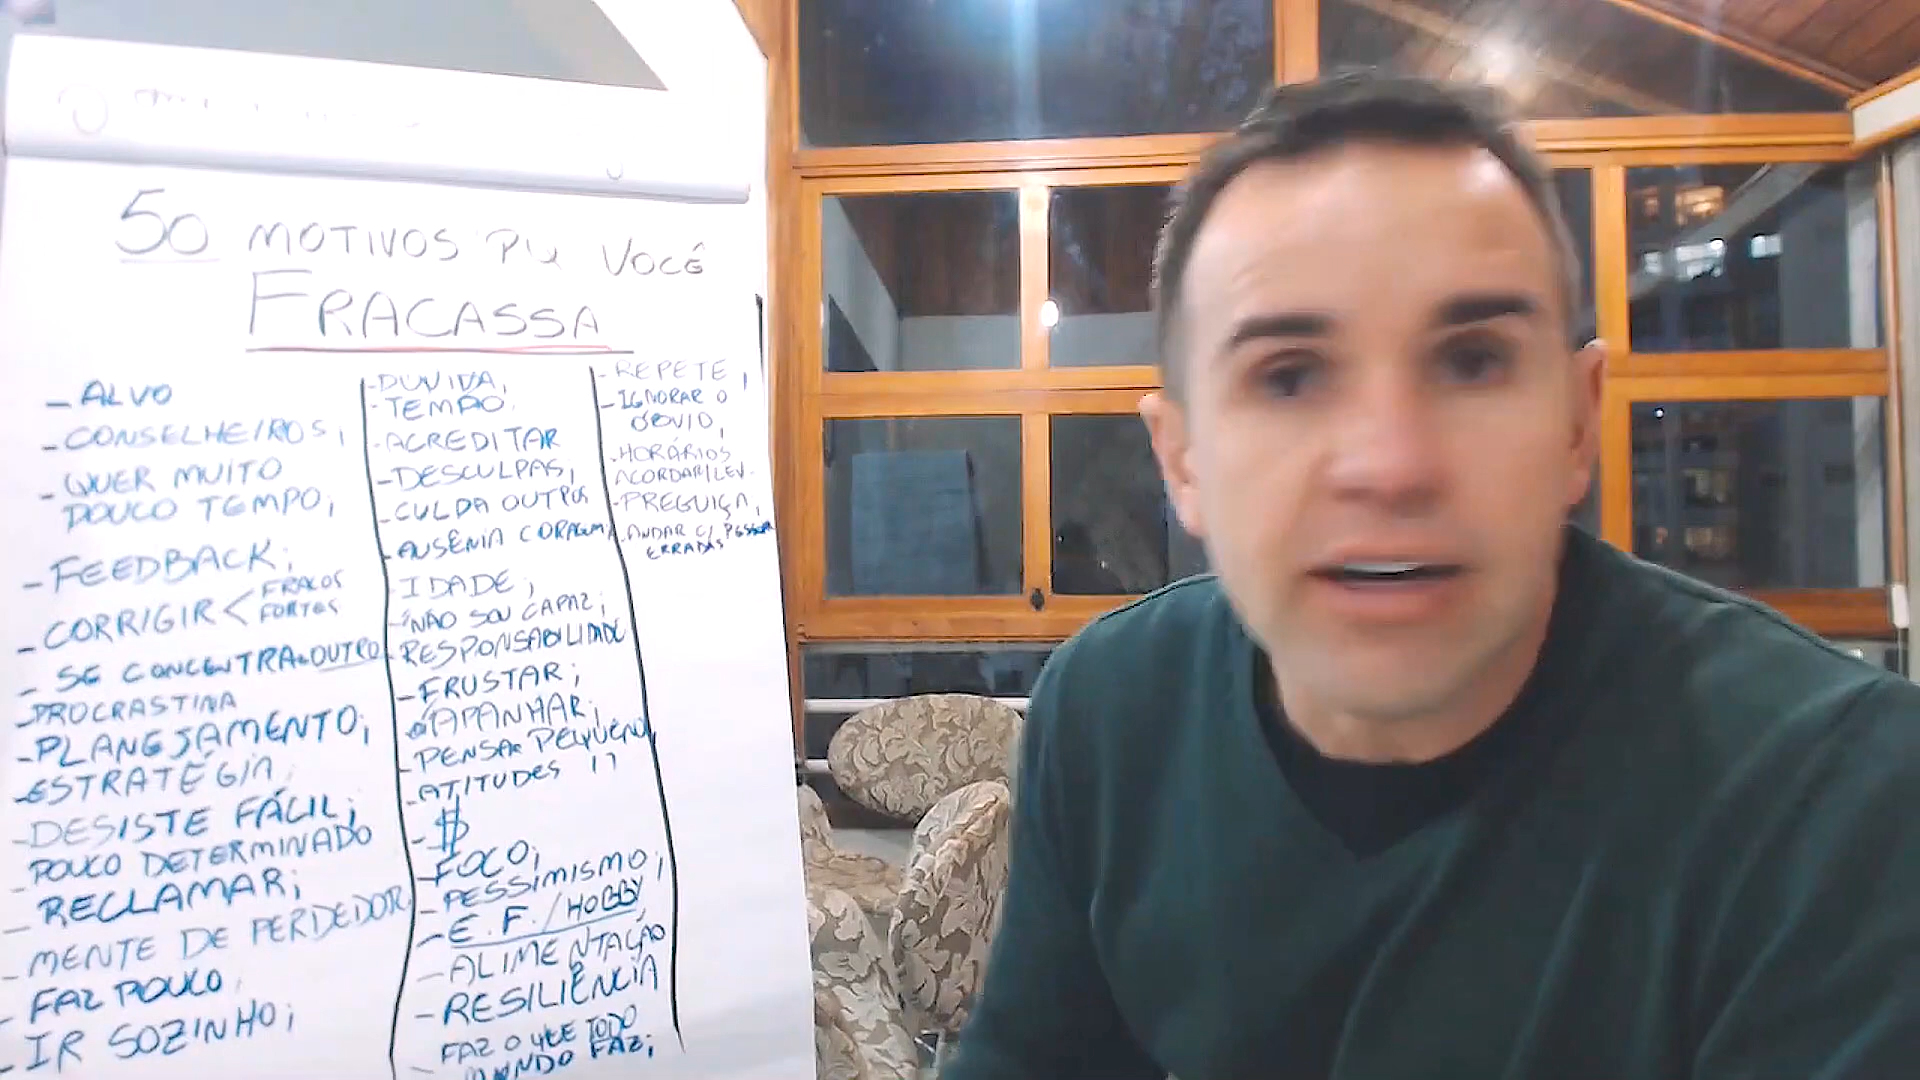 50 MOTIVOS PQ VOCÊ
FRACASSA
- ALVO
- CONSELHEIROS;
- QUER MUITO
POUCO TEMPO;
- FEEDBACK;
- CORRIGIR < FRACOS
FORTES
- SE CONCENTRA OUTRO
- PROCRASTINA
- PLANEJAMENTO;
- ESTRATÉGIA
- DESISTE FÁCIL;
- POUCO DETERMINADO
- RECLAMAR;
- MENTE DE PERDEDOR
- FAZ POUCO
- IR SOZINHO;
- DUVIDA,
- TEMPO
- ACREDITAR
- DESCULPAS;
- CULPA OUTROS
- AUSÊNIA CORAGEM
- IDADE;
- "NÃO SOU CAPAZ;
RESPONSABILIDADE
- FRUSTAR;
- APANHAR;
- PENSAR PEQUENO
- ATITUDES !?
- $
- FOCO;
- PESSIMISMO;
- E.F./HOBBY
- ALIMENTAÇÃO
- RESILIÊNCIA
FAZ O QUE TODO
MUNDO FAZ;
- REPETE,
- IGNORAR O
ÓBVIO,
- HORÁRIOS
ACORDAR/LEV.
- PREGUIÇA,
- ANDAR C/ PESSOAS
ERRADAS